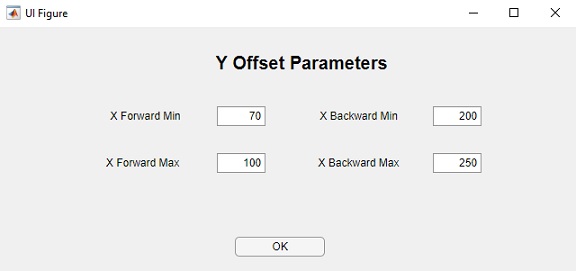 UI Figure
Y Offset Parameters
X Forward Min 70 X Backward Min 200
X Forward Max 100 X Backward Max 250
OK